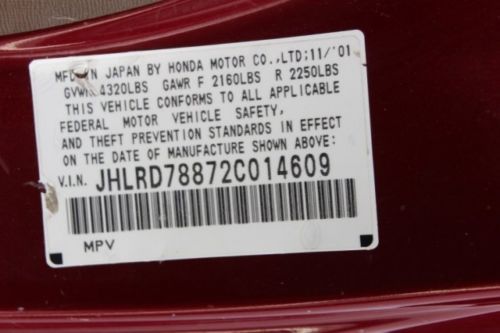 MFD. IN JAPAN BY HONDA MOTOR CO.,LTD;11/'01
GVWR 4320LBS GAWR F 2160LBS R 2250LBS
THIS VEHICLE CONFORMS TO ALL APPLICABLE
FEDERAL MOTOR VEHICLE SAFETY,
AND THEFT PREVENTION STANDARDS IN EFFECT
ON THE DATE OF MANUFACTURE SHOWN ABOVE:
V.I.N. JHLRD78872C014609
MPV